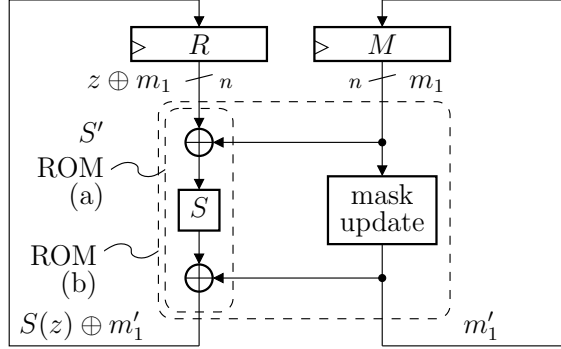 R
M
z ⊕ m₁
n
n
m₁
S′
ROM
(a)
S
mask
update
ROM
(b)
S(z) ⊕ m′₁
m′₁